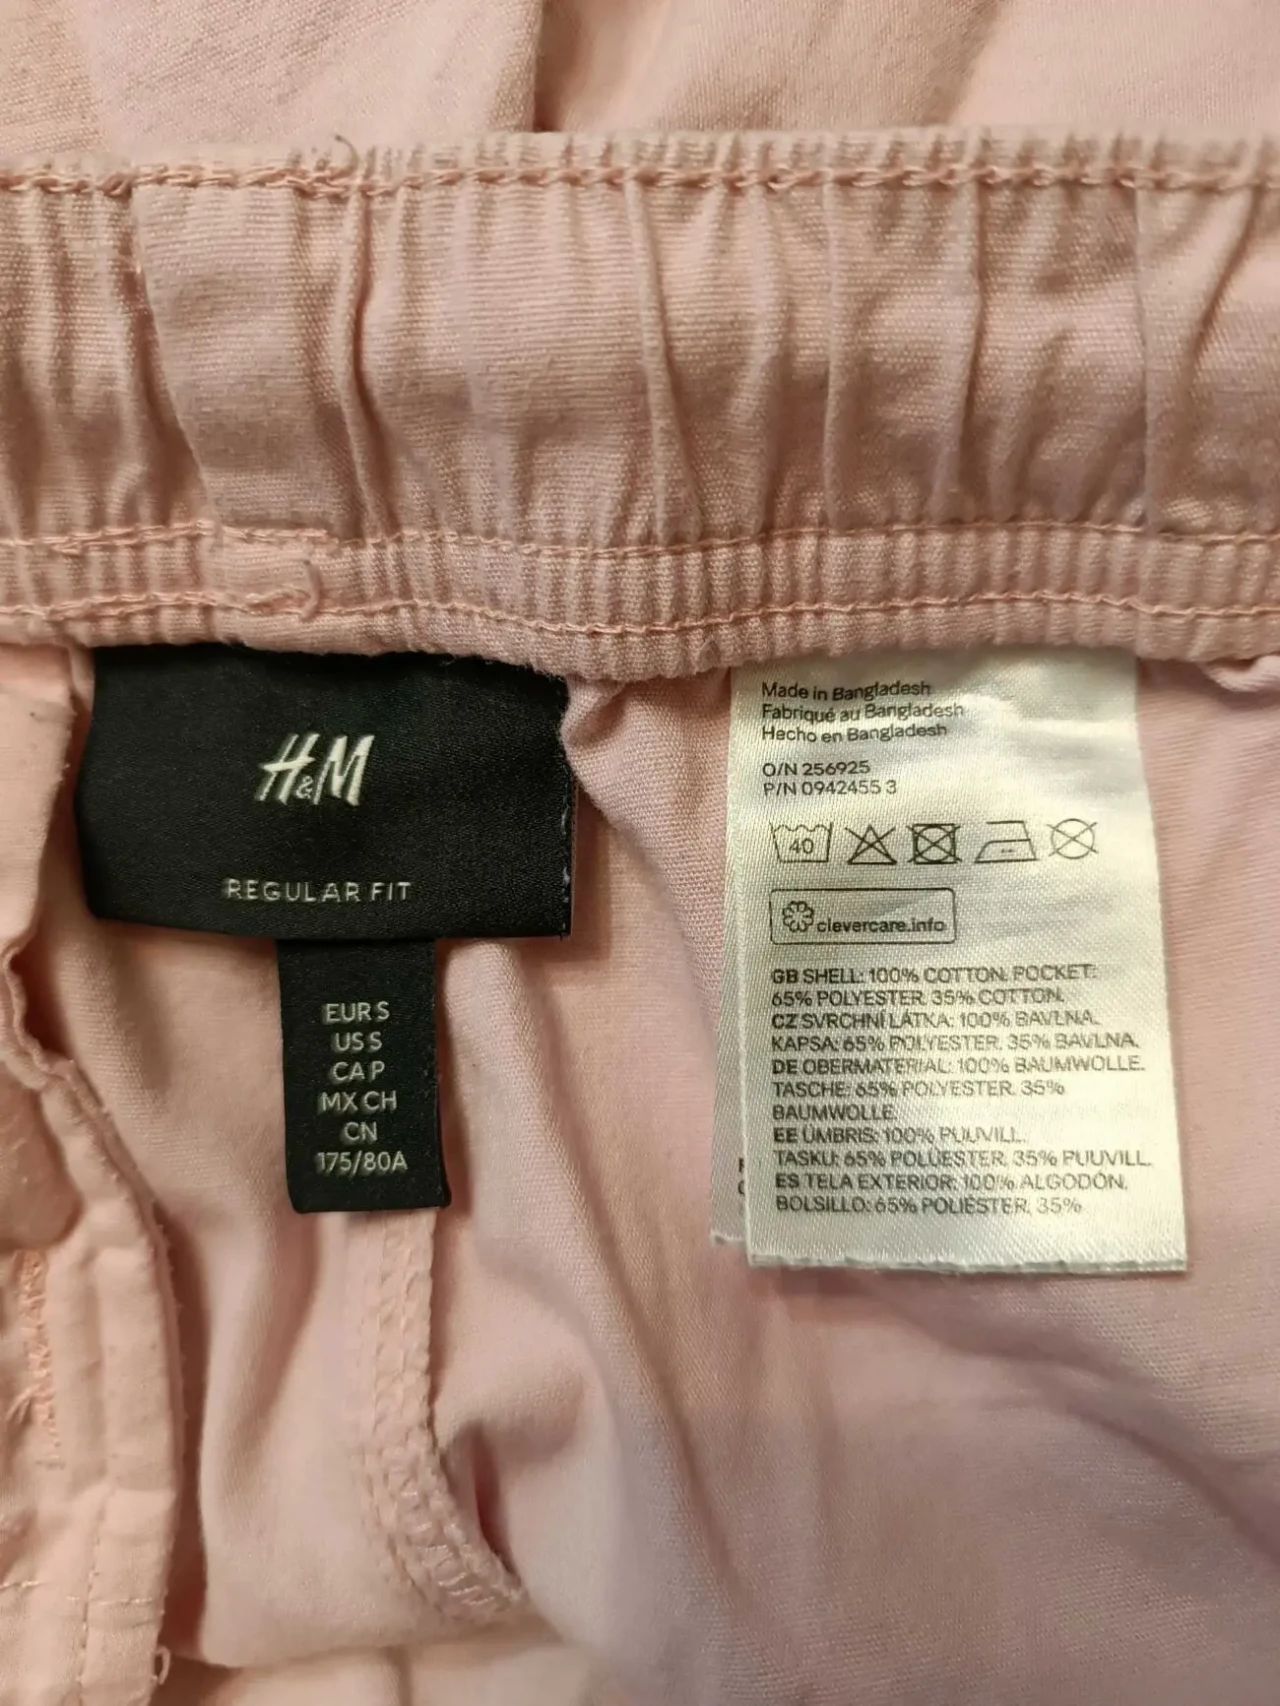 H&M
REGULAR FIT
EUR S
US S
CA P
MX CH
CN
175/80A
Made in Bangladesh
Fabriqué au Bangladesh
Hecho en Bangladesh
O/N 256925
P/N 0942455 3
40
clevercare.info
GB SHELL: 100% COTTON. POCKET:
65% POLYESTER. 35% COTTON.
CZ SVRCHNÍ LÁTKA: 100% BAVLNA.
KAPSA: 65% POLYESTER. 35% BAVLNA.
DE OBERMATERIAL: 100% BAUMWOLLE.
TASCHE: 65% POLYESTER. 35%
BAUMWOLLE.
EE ÜMBRIS: 100% PUUVILL.
TASKU: 65% POLÜESTER. 35% PUUVILL.
ES TELA EXTERIOR: 100% ALGODÓN.
BOLSILLO: 65% POLIÉSTER. 35%